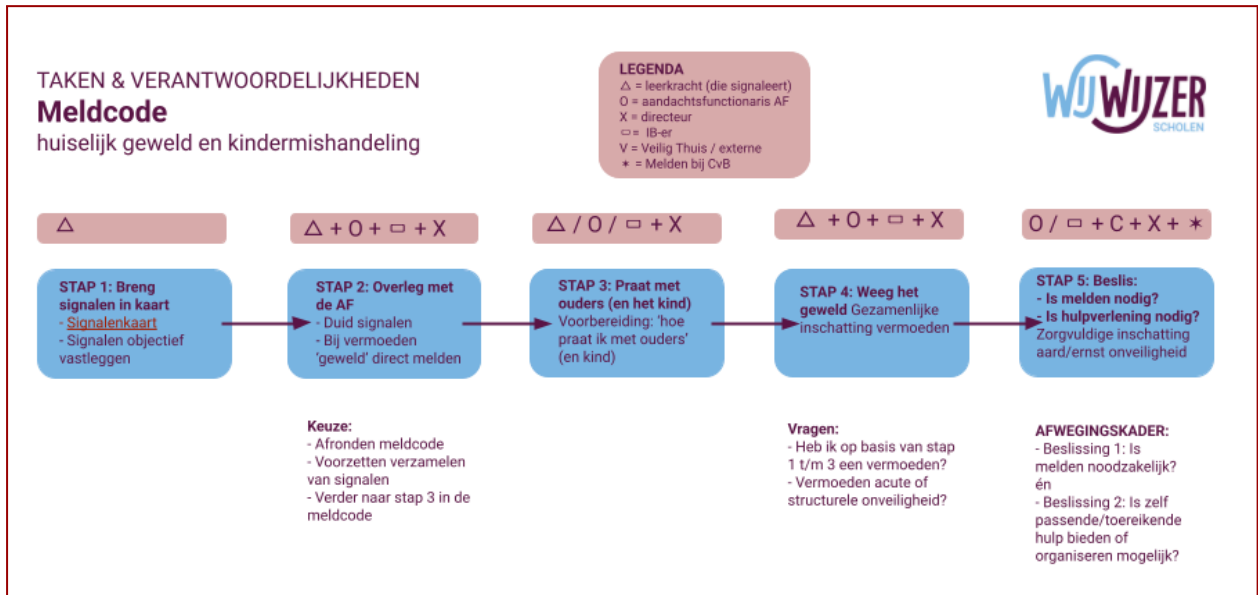 TAKEN & VERANTWOORDELIJKHEDEN
Meldcode
huiselijk geweld en kindermishandeling
LEGENDA
△ = leerkracht (die signaleert)
O = aandachtsfunctionaris AF
X = directeur
▭ = IB-er
V = Veilig Thuis / externe
✶ = Melden bij CvB
WIJWIJZER
SCHOLEN
△
△ + O + ▭ + X
△ / O / ▭ + X
△ + O + ▭ + X
O / ▭ + C + X + ✶
STAP 1: Breng
signalen in kaart
- Signalenkaart
- Signalen objectief
vastleggen
STAP 2: Overleg met
de AF
- Duid signalen
- Bij vermoeden
'geweld' direct melden
STAP 3: Praat met
ouders (en het kind)
Voorbereiding: 'hoe
praat ik met ouders'
(en kind)
STAP 4: Weeg het
geweld Gezamenlijke
inschatting vermoeden
STAP 5: Beslis:
- Is melden nodig?
- Is hulpverlening nodig?
Zorgvuldige inschatting
aard/ernst onveiligheid
Keuze:
- Afronden meldcode
- Voorzetten verzamelen
van signalen
- Verder naar stap 3 in de
meldcode
Vragen:
- Heb ik op basis van stap
1 t/m 3 een vermoeden?
- Vermoeden acute of
structurele onveiligheid?
AFWEGINGSKADER:
- Beslissing 1: Is
melden noodzakelijk?
én
- Beslissing 2: Is zelf
passende/toereikende
hulp bieden of
organiseren mogelijk?